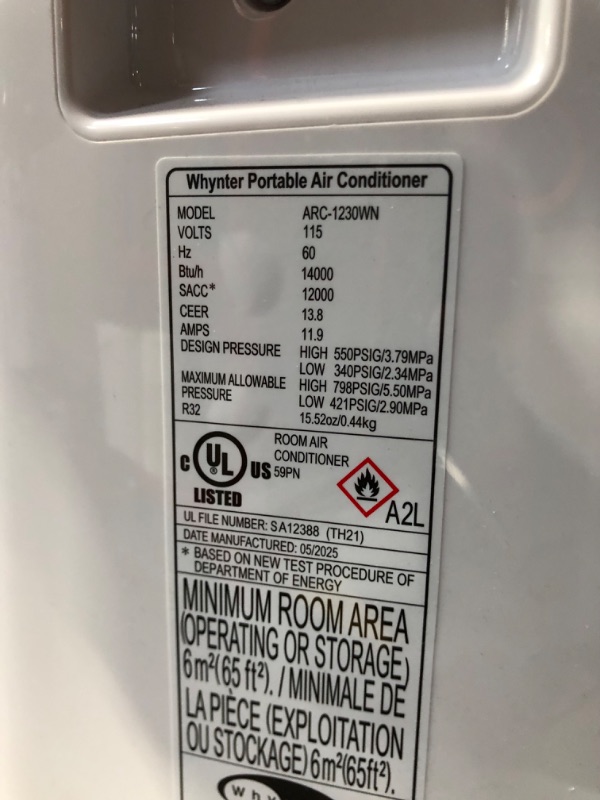 Whynter Portable Air Conditioner
MODEL ARC-1230WN
VOLTS 115
Hz 60
Btu/h 14000
SACC* 12000
CEER 13.8
AMPS 11.9
DESIGN PRESSURE HIGH 550PSIG/3.79MPa
LOW 340PSIG/2.34MPa
MAXIMUM ALLOWABLE HIGH 798PSIG/5.50MPa
PRESSURE LOW 421PSIG/2.90MPa
R32 15.52oz/0.44kg
ROOM AIR
CONDITIONER
59PN
C UL® US
LISTED
A2L
UL FILE NUMBER: SA12388 (TH21)
DATE MANUFACTURED: 05/2025
* BASED ON NEW TEST PROCEDURE OF
DEPARTMENT OF ENERGY
MINIMUM ROOM AREA
(OPERATING OR STORAGE)
6m²(65 ft²). / MINIMALE DE
LA PIÈCE (EXPLOITATION
OU STOCKAGE) 6m²(65ft²).